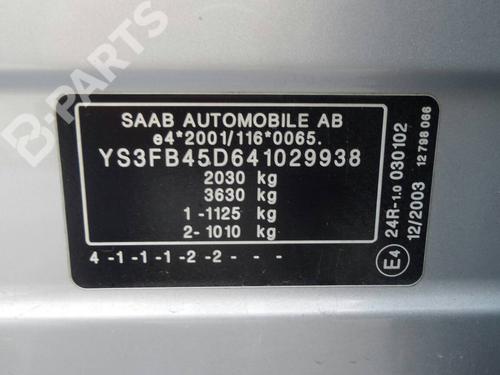 B-PARTS
SAAB AUTOMOBILE AB
e4*2001/116*0065.
YS3FB45D641029938
2030 kg
3630 kg
1 -1125 kg
2- 1010 kg
4 -1 -1 -1 -2 -2 - - - -
E4
24R-1.0 030102
12/2003 12 798 066